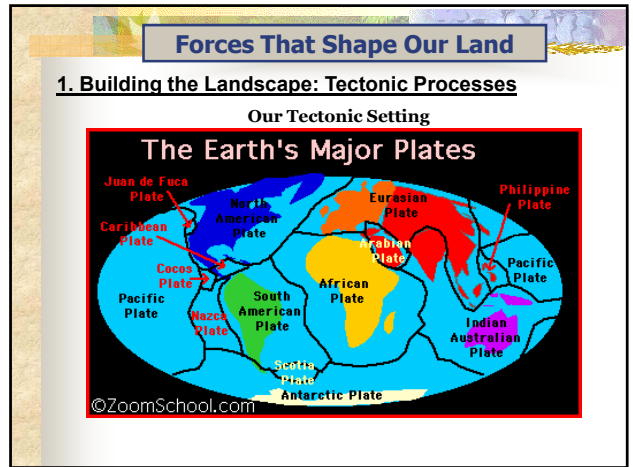 Forces That Shape Our Land
1. Building the Landscape: Tectonic Processes
Our Tectonic Setting
The Earth's Major Plates
Juan de Fuca
Plate
North
American
Plate
Eurasian
Plate
Philippine
Plate
Caribbean
Plate
Arabian
Plate
Cocos
Plate
Pacific
Plate
Pacific
Plate
Nazca
Plate
South
American
Plate
African
Plate
Indian
Australian
Plate
Scotia
Plate
Antarctic Plate
©ZoomSchool.com